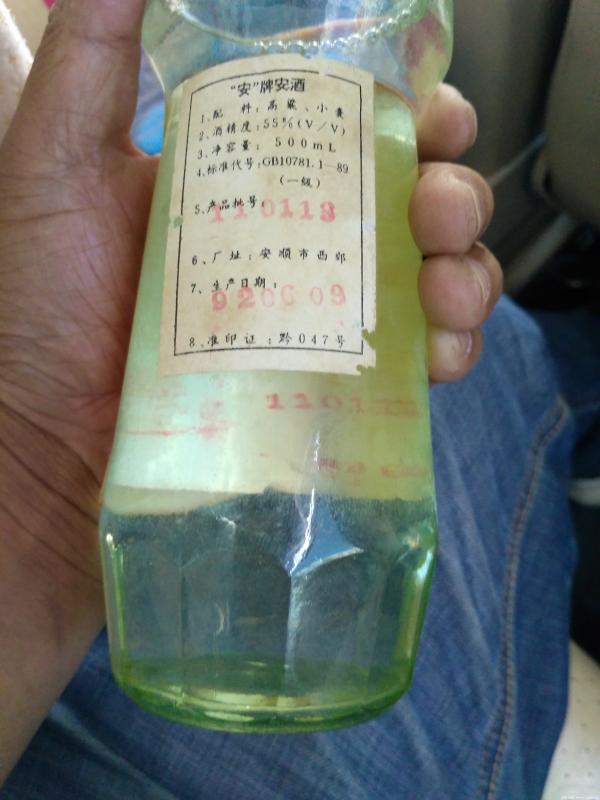 “安”牌安酒
1、配 料：高粱、小麦
2、酒精度：55%(V/V)
3、净容量： 500mL
4、标准代号：GB10781.1—89
（一级）
5、产品批号：
110113
6、厂址：安顺市西郊
7、生产日期：
8、准印证：黔047号